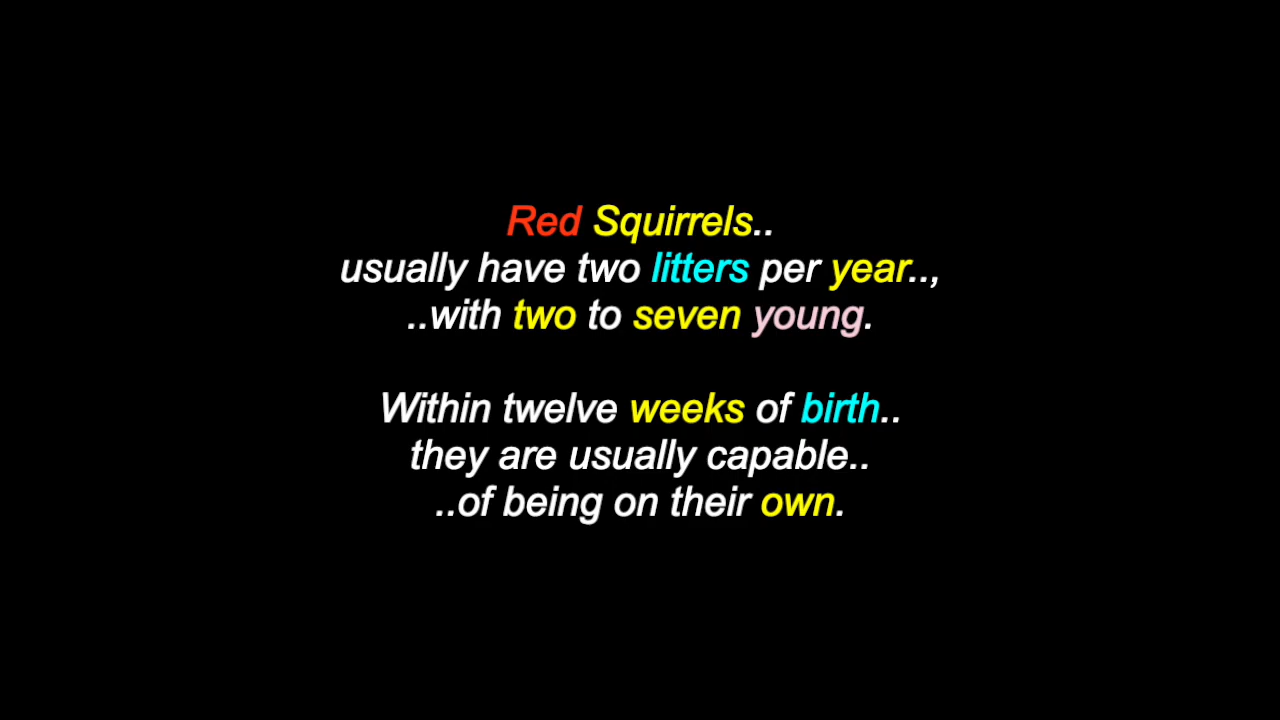 Red Squirrels..
usually have two litters per year..,
..with two to seven young.
Within twelve weeks of birth..
they are usually capable..
..of being on their own.